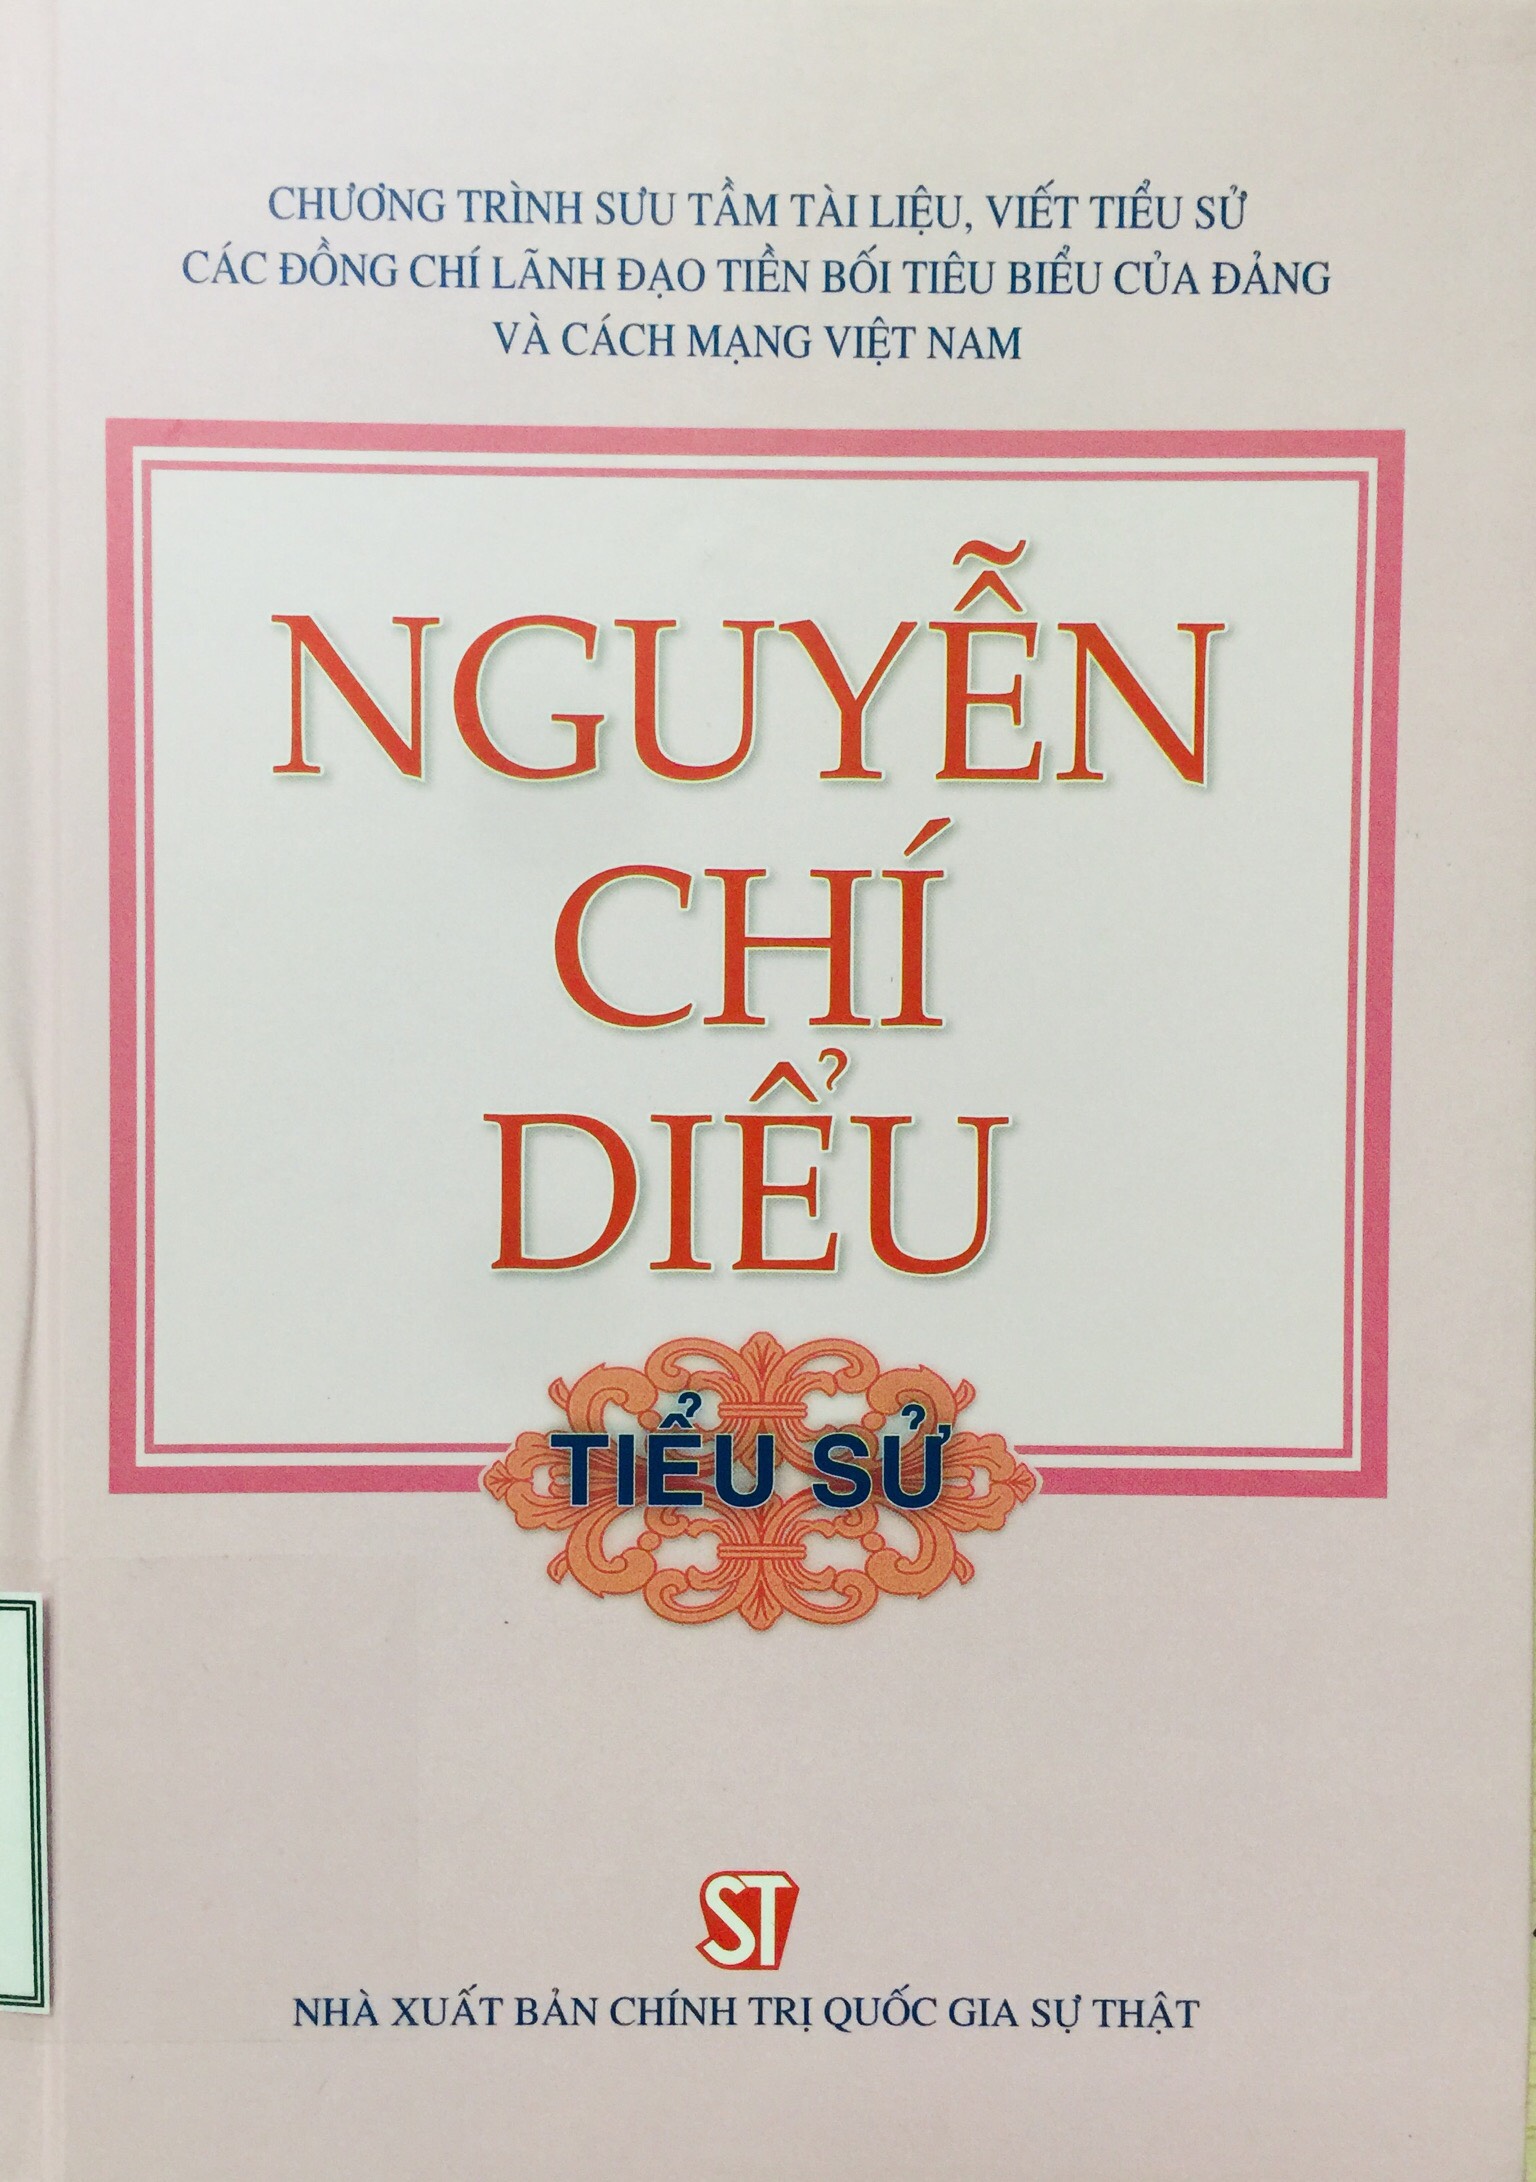 CHƯƠNG TRÌNH SƯU TẦM TÀI LIỆU, VIẾT TIỂU SỬ
CÁC ĐỒNG CHÍ LÃNH ĐẠO TIỀN BỐI TIÊU BIỂU CỦA ĐẢNG
VÀ CÁCH MẠNG VIỆT NAM
NGUYỄN
CHÍ
DIỂU
TIỂU SỬ
ST
NHÀ XUẤT BẢN CHÍNH TRỊ QUỐC GIA SỰ THẬT